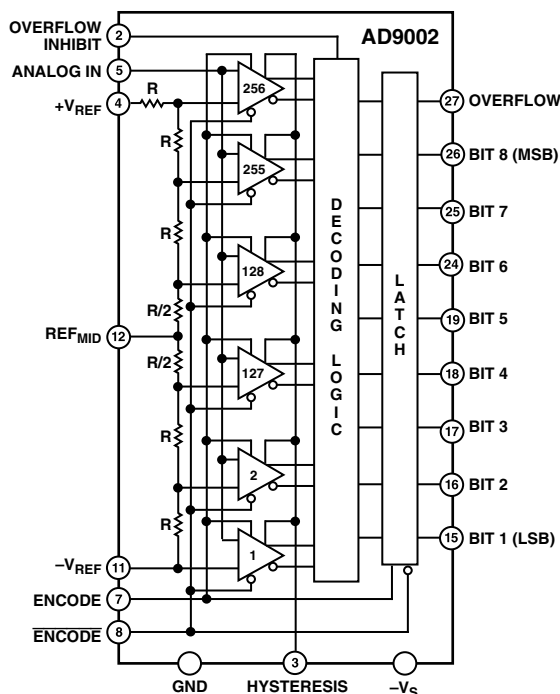 AD9002
OVERFLOW
INHIBIT
2
ANALOG IN
5
+VREF
4
R
256
27
OVERFLOW
R
255
26
BIT 8 (MSB)
25
BIT 7
R
128
24
BIT 6
R/2
REFMID
12
19
BIT 5
R/2
127
18
BIT 4
R
17
BIT 3
2
16
BIT 2
R
1
15
BIT 1 (LSB)
–VREF
11
ENCODE
7
ENCODE
8
DECODING LOGIC
LATCH
3
GND
HYSTERESIS
–VS